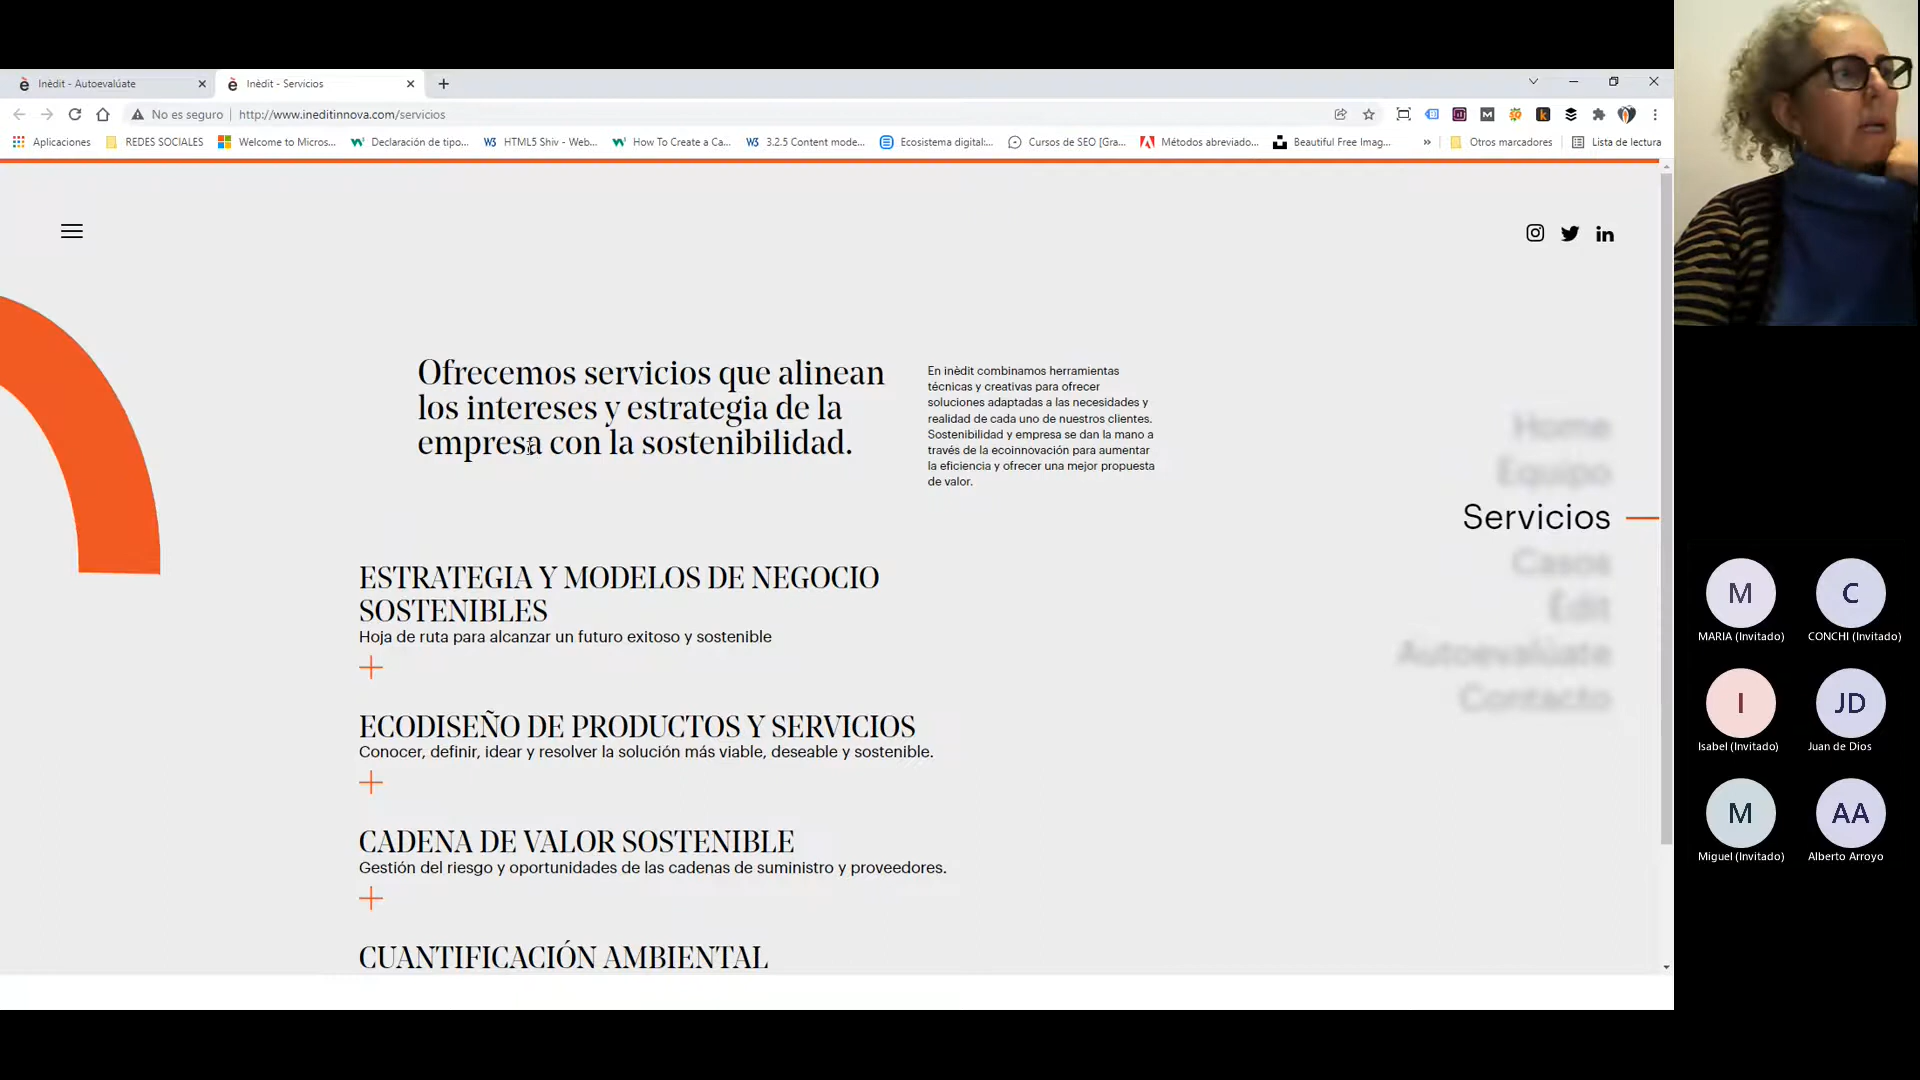 Inèdit - Autoevalúate
Inèdit - Servicios
No es seguro
http://www.ineditinnova.com/servicios
Aplicaciones
REDES SOCIALES
Welcome to Micros...
Declaración de tipo...
HTML5 Shiv - Web...
How To Create a Ca...
3.2.5 Content mode...
Ecosistema digital:...
Cursos de SEO [Gra...
Métodos abreviado...
Beautiful Free Imag...
»
Otros marcadores
Lista de lectura
Ofrecemos servicios que alinean
los intereses y estrategia de la
empresa con la sostenibilidad.
En inèdit combinamos herramientas
técnicas y creativas para ofrecer
soluciones adaptadas a las necesidades y
realidad de cada uno de nuestros clientes.
Sostenibilidad y empresa se dan la mano a
través de la ecoinnovación para aumentar
la eficiencia y ofrecer una mejor propuesta
de valor.
Home
Equipo
Servicios
Casos
Èdit
Autoevalúate
Contacto
ESTRATEGIA Y MODELOS DE NEGOCIO
SOSTENIBLES
Hoja de ruta para alcanzar un futuro exitoso y sostenible
ECODISEÑO DE PRODUCTOS Y SERVICIOS
Conocer, definir, idear y resolver la solución más viable, deseable y sostenible.
CADENA DE VALOR SOSTENIBLE
Gestión del riesgo y oportunidades de las cadenas de suministro y proveedores.
CUANTIFICACIÓN AMBIENTAL
M
MARIA (Invitado)
C
CONCHI (Invitado)
I
Isabel (Invitado)
JD
Juan de Dios
M
Miguel (Invitado)
AA
Alberto Arroyo